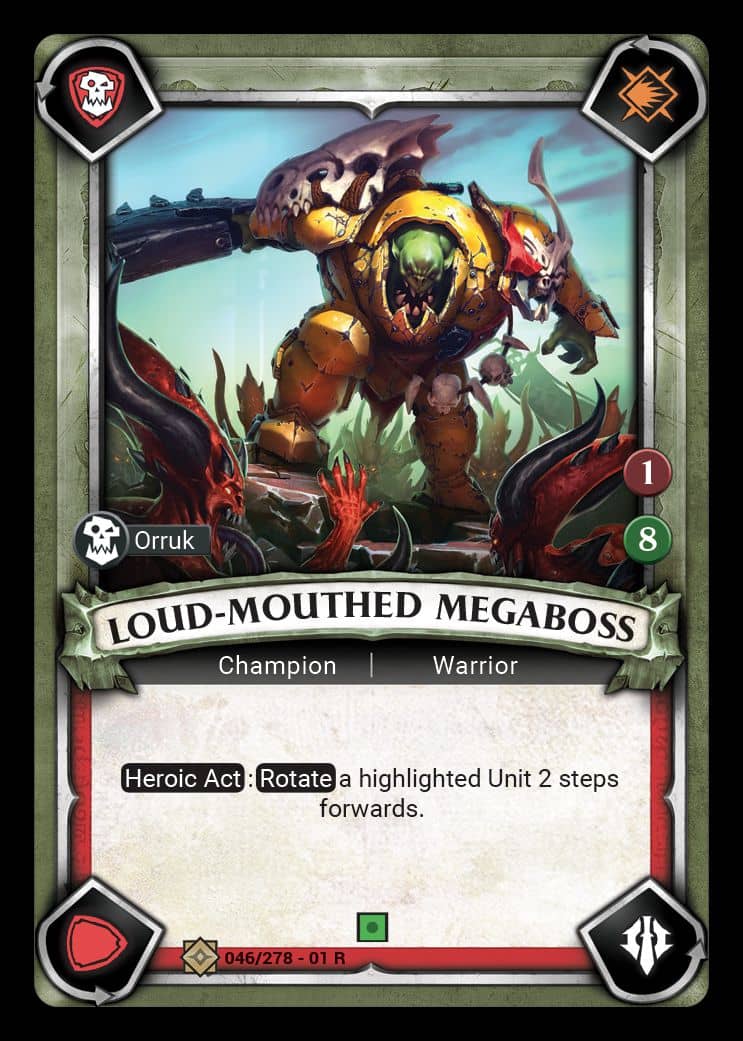 1
Orruk
8
LOUD-MOUTHED MEGABOSS
Champion | Warrior
Heroic Act : Rotate a highlighted Unit 2 steps
forwards.
046/278 - 01 R